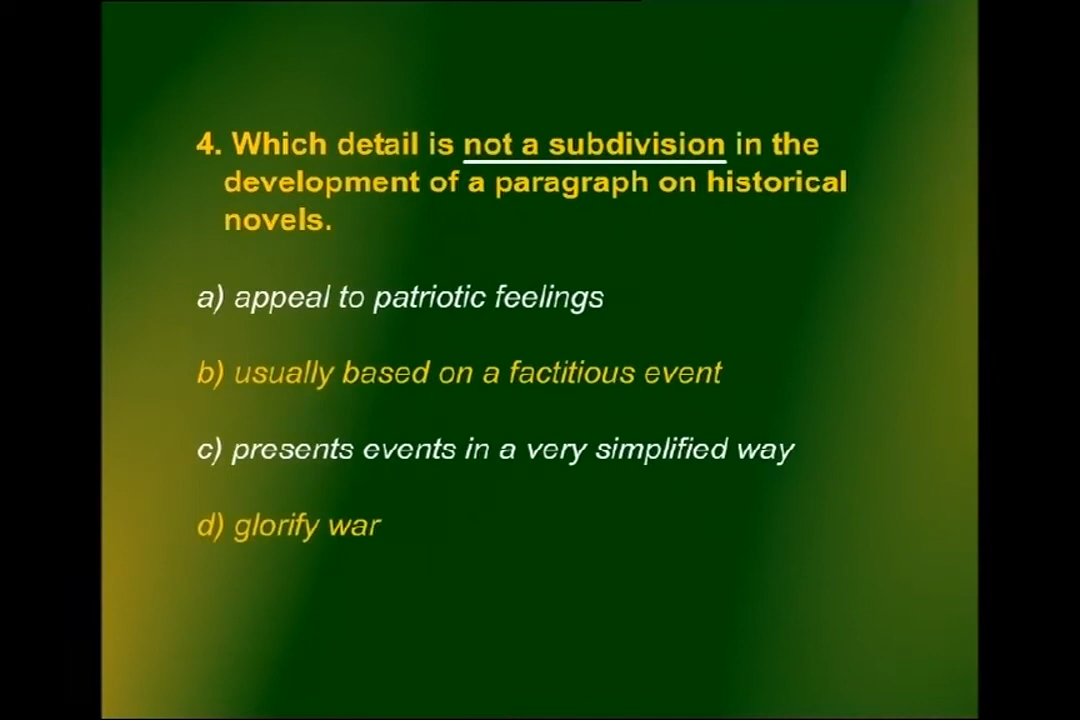 4. Which detail is not a subdivision in the
development of a paragraph on historical
novels.
a) appeal to patriotic feelings
b) usually based on a factitious event
c) presents events in a very simplified way
d) glorify war